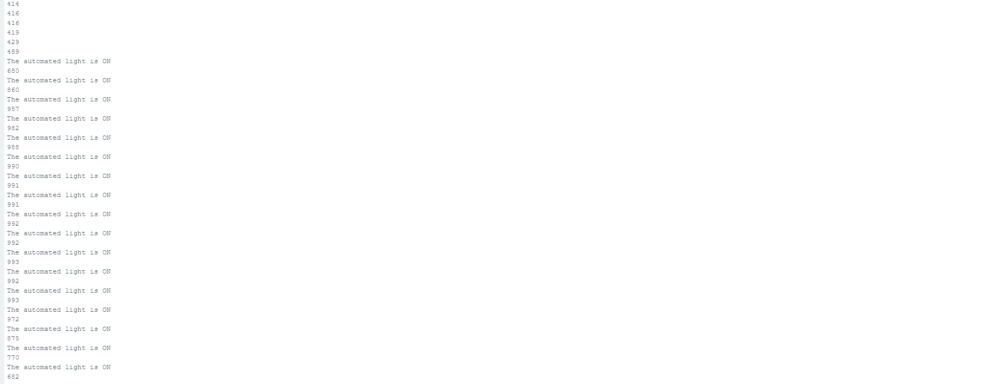 414
416
416
419
429
489
The automated light is ON
680
The automated light is ON
860
The automated light is ON
957
The automated light is ON
982
The automated light is ON
988
The automated light is ON
990
The automated light is ON
991
The automated light is ON
991
The automated light is ON
992
The automated light is ON
992
The automated light is ON
993
The automated light is ON
992
The automated light is ON
993
The automated light is ON
972
The automated light is ON
875
The automated light is ON
770
The automated light is ON
682